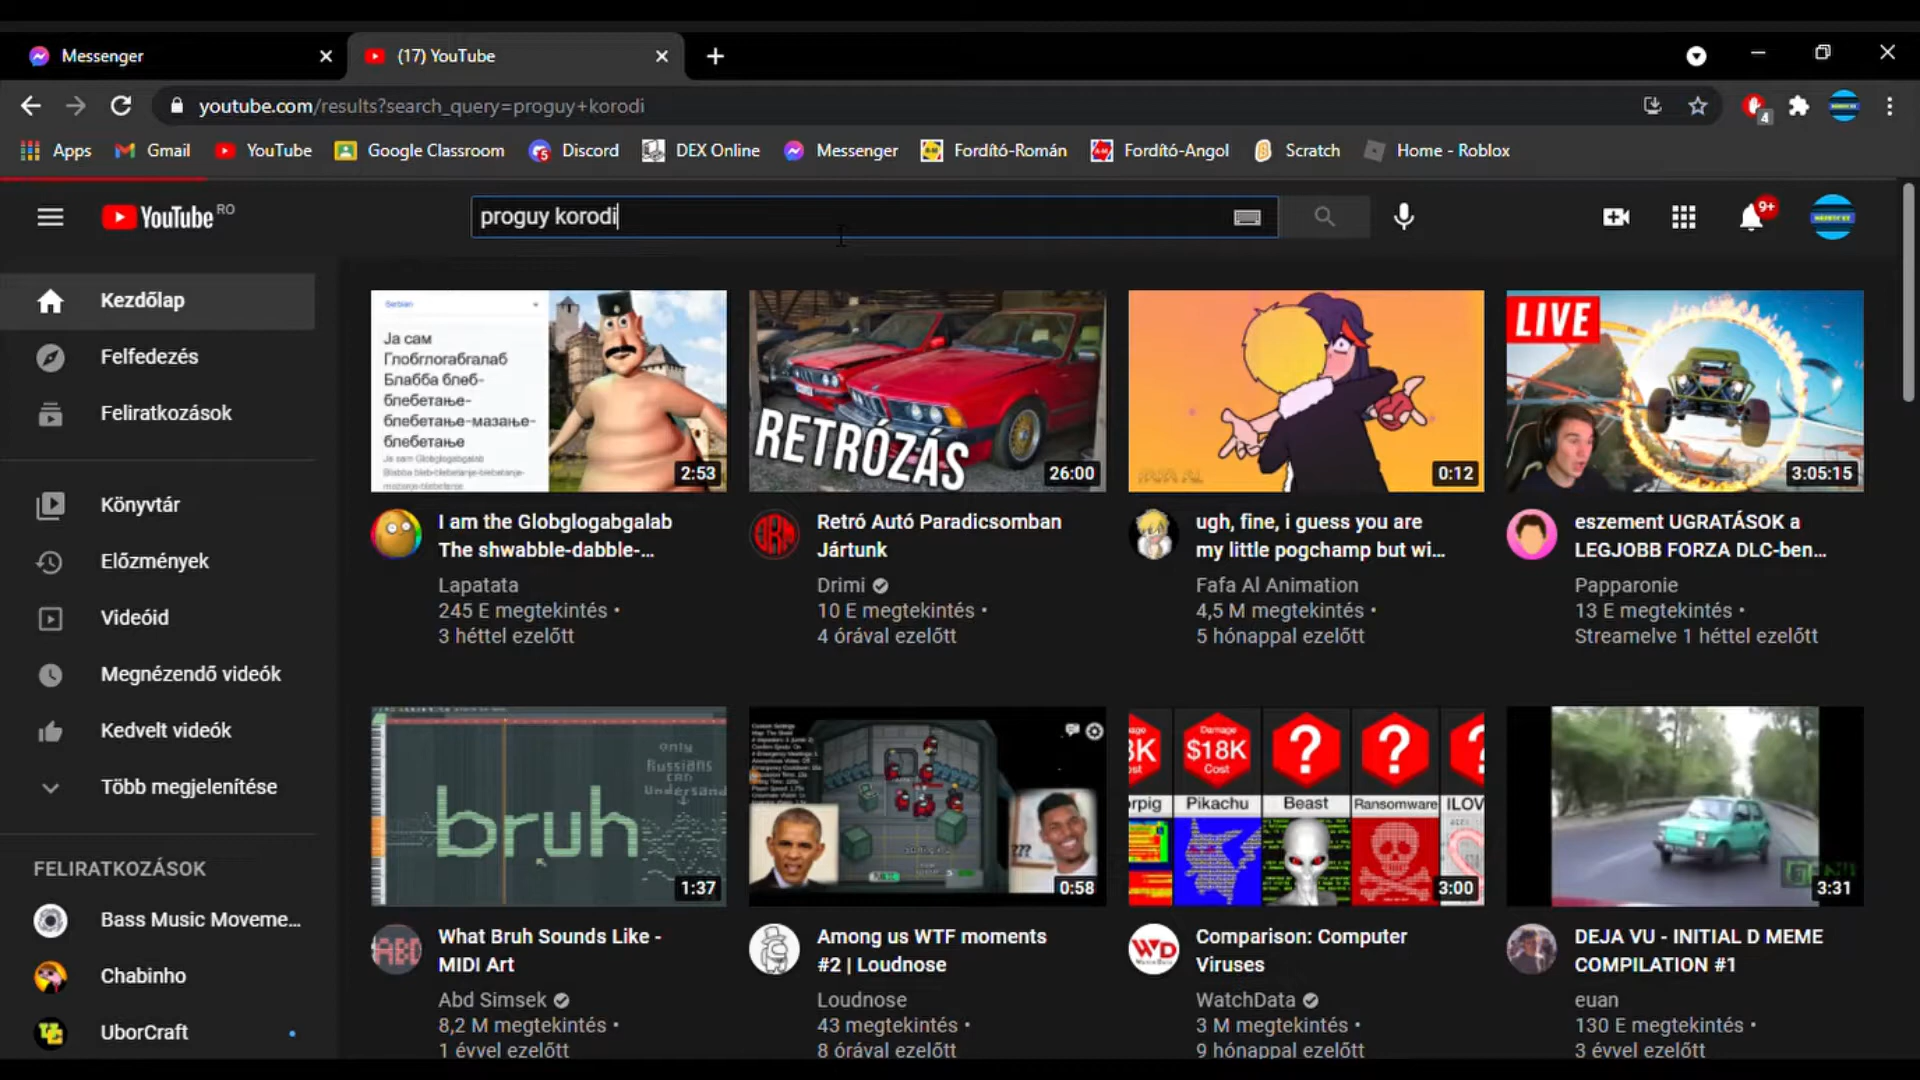 Messenger
(17) YouTube
youtube.com/results?search_query=proguy+korodi
4
Apps
Gmail
YouTube
Google Classroom
Discord
DEX Online
Messenger
Fordító-Román
Fordító-Angol
Scratch
Home - Roblox
YouTube RO
proguy korodi
9+
Kezdőlap
Felfedezés
Feliratkozások
Könyvtár
Előzmények
Videóid
Megnézendő videók
Kedvelt videók
Több megjelenítése
FELIRATKOZÁSOK
Bass Music Moveme...
Chabinho
UborCraft
Serbian
Ја сам
Глобглогабгалаб
Блабба блеб-
блебетање-
блебетање-мазање-
блебетање
Ja sam Globglogabgalab
Blabba bleb-blebetanje-blebetanje-
mazanje-blebetanje
2:53
I am the Globglogabgalab
The shwabble-dabble-...
Lapatata
245 E megtekintés •
3 héttel ezelőtt
RETRÓZÁS
26:00
Retró Autó Paradicsomban
Jártunk
Drimi
10 E megtekintés •
4 órával ezelőtt
0:12
ugh, fine, i guess you are
my little pogchamp but wi...
Fafa Al Animation
4,5 M megtekintés •
5 hónappal ezelőtt
LIVE
3:05:15
eszement UGRATÁSOK a
LEGJOBB FORZA DLC-ben...
Papparonie
13 E megtekintés •
Streamelve 1 héttel ezelőtt
only
Russians
can
Understand
bruh
1:37
ABD
What Bruh Sounds Like -
MIDI Art
Abd Simsek
8,2 M megtekintés •
1 évvel ezelőtt
???
0:58
Among us WTF moments
#2 | Loudnose
Loudnose
43 megtekintés •
8 órával ezelőtt
Damage
$18K
Cost
?
?
Pikachu
Beast
Ransomware
ILOV
3:00
WD
Comparison: Computer
Viruses
WatchData
3 M megtekintés •
9 hónappal ezelőtt
3:31
DEJA VU - INITIAL D MEME
COMPILATION #1
euan
130 E megtekintés •
3 évvel ezelőtt